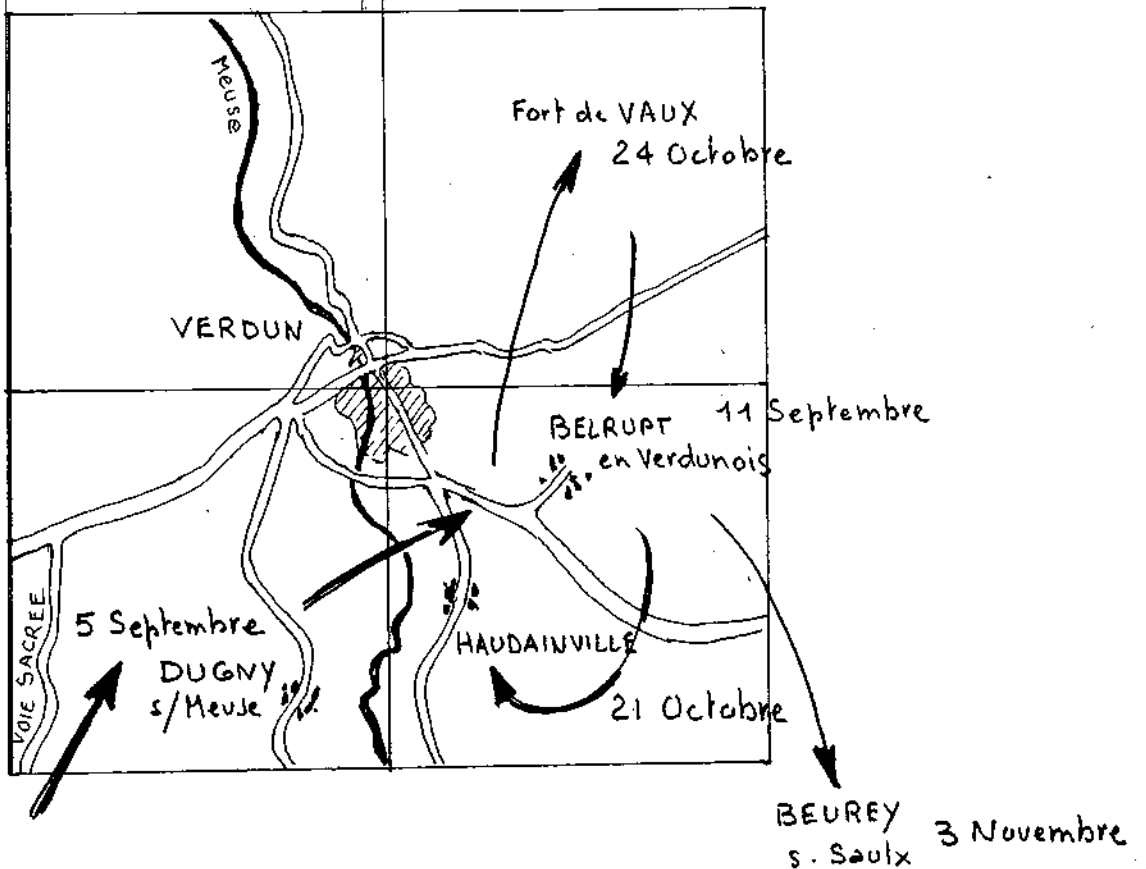 Meuse
Fort de VAUX
24 Octobre
VERDUN
11 Septembre
BELRUPT
en Verdunois
5 Septembre
DUGNY
s/Meuse
HAUDAINVILLE
21 Octobre
VOIE SACREE
BEUREY
s. Saulx
3 Novembre